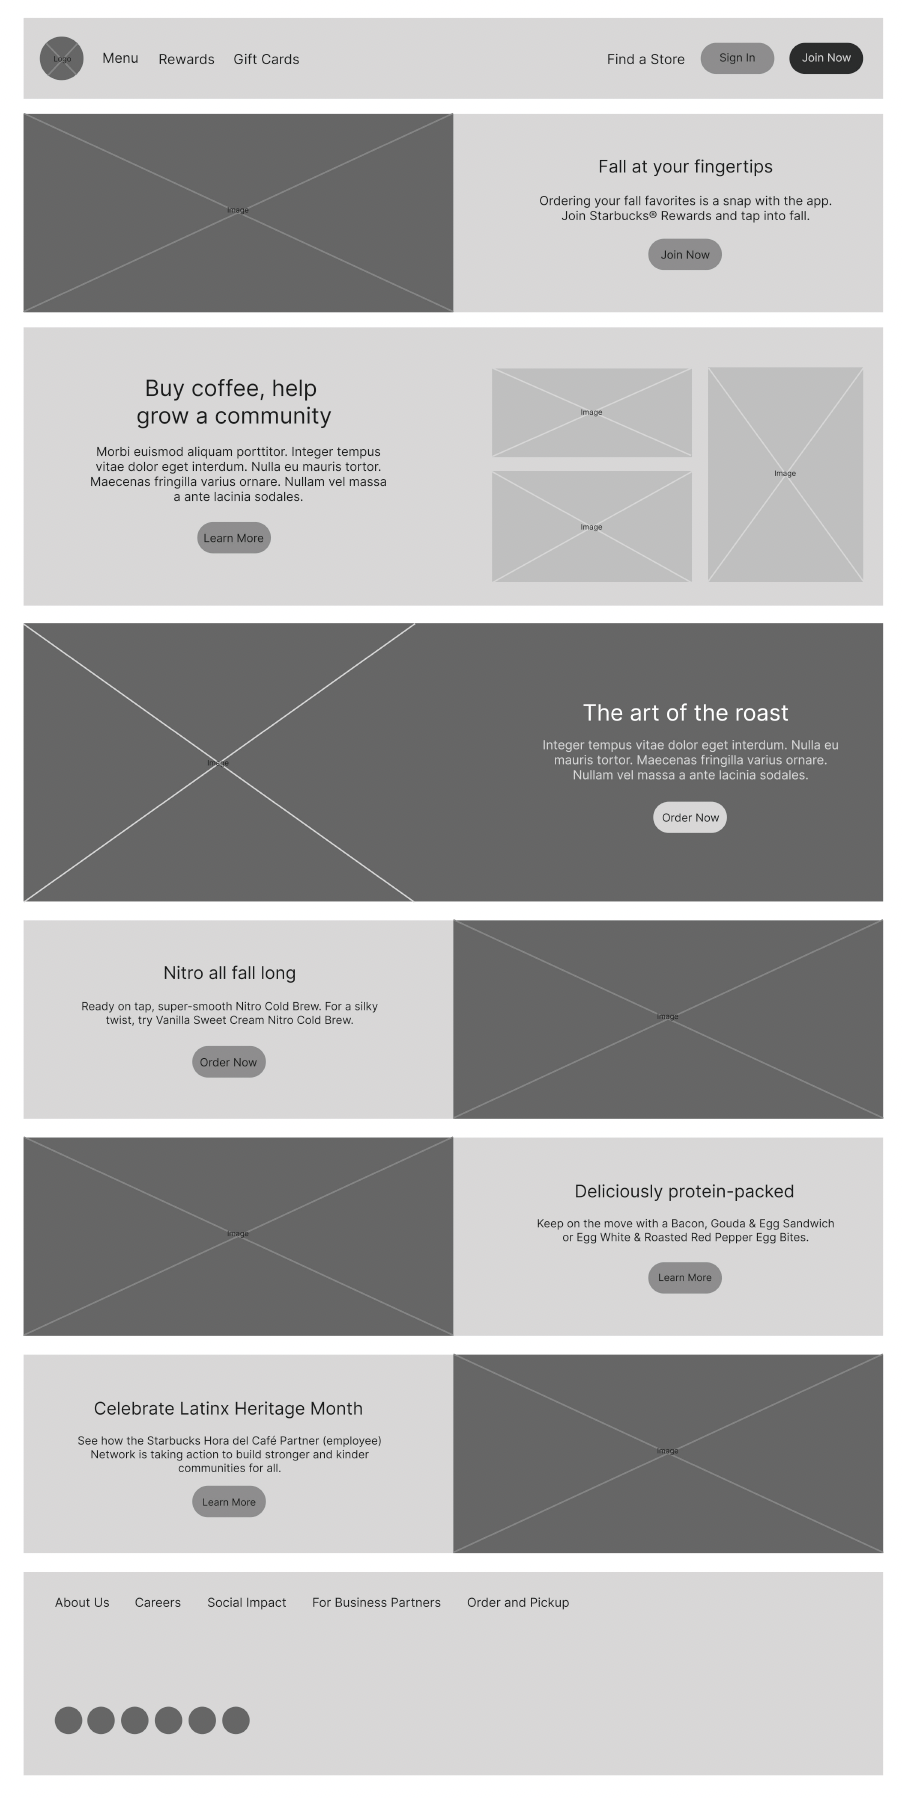 Logo
Menu Rewards Gift Cards Find a Store Sign In Join Now
Image
Fall at your fingertips
Ordering your fall favorites is a snap with the app.
Join Starbucks® Rewards and tap into fall.
Join Now
Buy coffee, help
grow a community
Morbi euismod aliquam porttitor. Integer tempus
vitae dolor eget interdum. Nulla eu mauris tortor.
Maecenas fringilla varius ornare. Nullam vel massa
a ante lacinia sodales.
Learn More
Image
Image
Image
Image
The art of the roast
Integer tempus vitae dolor eget interdum. Nulla eu
mauris tortor. Maecenas fringilla varius ornare.
Nullam vel massa a ante lacinia sodales.
Order Now
Nitro all fall long
Ready on tap, super-smooth Nitro Cold Brew. For a silky
twist, try Vanilla Sweet Cream Nitro Cold Brew.
Order Now
Image
Image
Deliciously protein-packed
Keep on the move with a Bacon, Gouda & Egg Sandwich
or Egg White & Roasted Red Pepper Egg Bites.
Learn More
Celebrate Latinx Heritage Month
See how the Starbucks Hora del Café Partner (employee)
Network is taking action to build stronger and kinder
communities for all.
Learn More
Image
About Us Careers Social Impact For Business Partners Order and Pickup